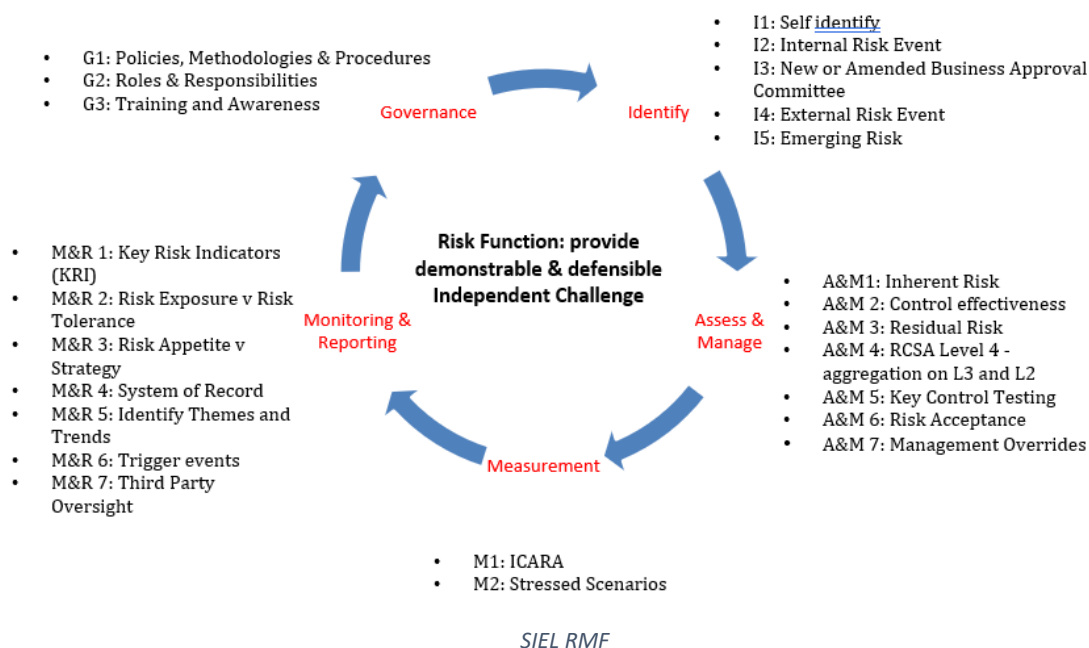 • G1: Policies, Methodologies & Procedures
• G2: Roles & Responsibilities
• G3: Training and Awareness
Governance
Identify
• I1: Self identify
• I2: Internal Risk Event
• I3: New or Amended Business Approval
Committee
• I4: External Risk Event
• I5: Emerging Risk
Risk Function: provide
demonstrable & defensible
Independent Challenge
Assess &
Manage
• A&M1: Inherent Risk
• A&M 2: Control effectiveness
• A&M 3: Residual Risk
• A&M 4: RCSA Level 4 -
aggregation on L3 and L2
• A&M 5: Key Control Testing
• A&M 6: Risk Acceptance
• A&M 7: Management Overrides
Measurement
• M1: ICARA
• M2: Stressed Scenarios
Monitoring &
Reporting
• M&R 1: Key Risk Indicators
(KRI)
• M&R 2: Risk Exposure v Risk
Tolerance
• M&R 3: Risk Appetite v
Strategy
• M&R 4: System of Record
• M&R 5: Identify Themes and
Trends
• M&R 6: Trigger events
• M&R 7: Third Party
Oversight
SIEL RMF